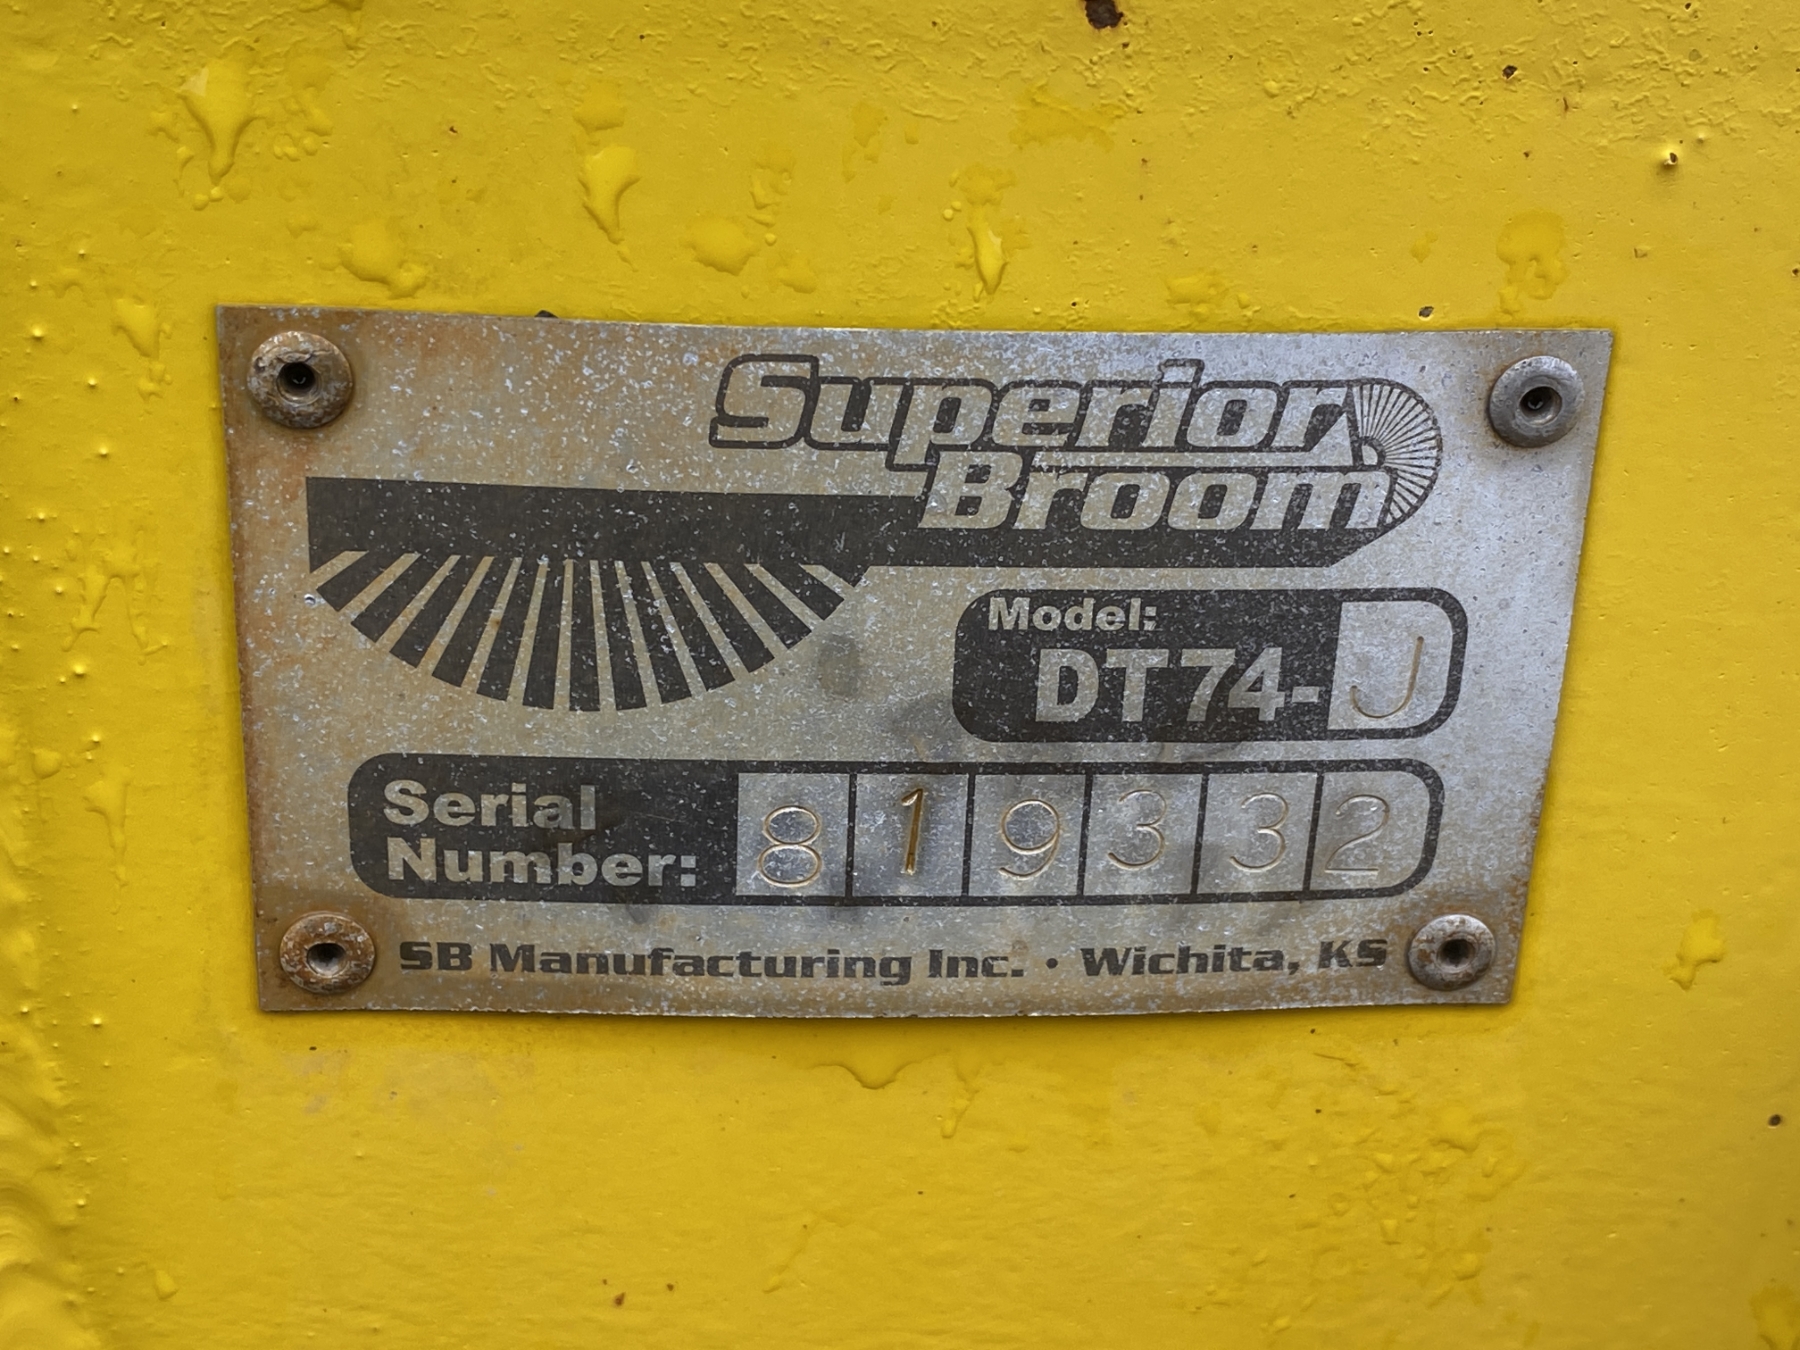 Superior
Broom
Model:
DT74-J
Serial
Number: 819332
SB Manufacturing Inc. • Wichita, KS